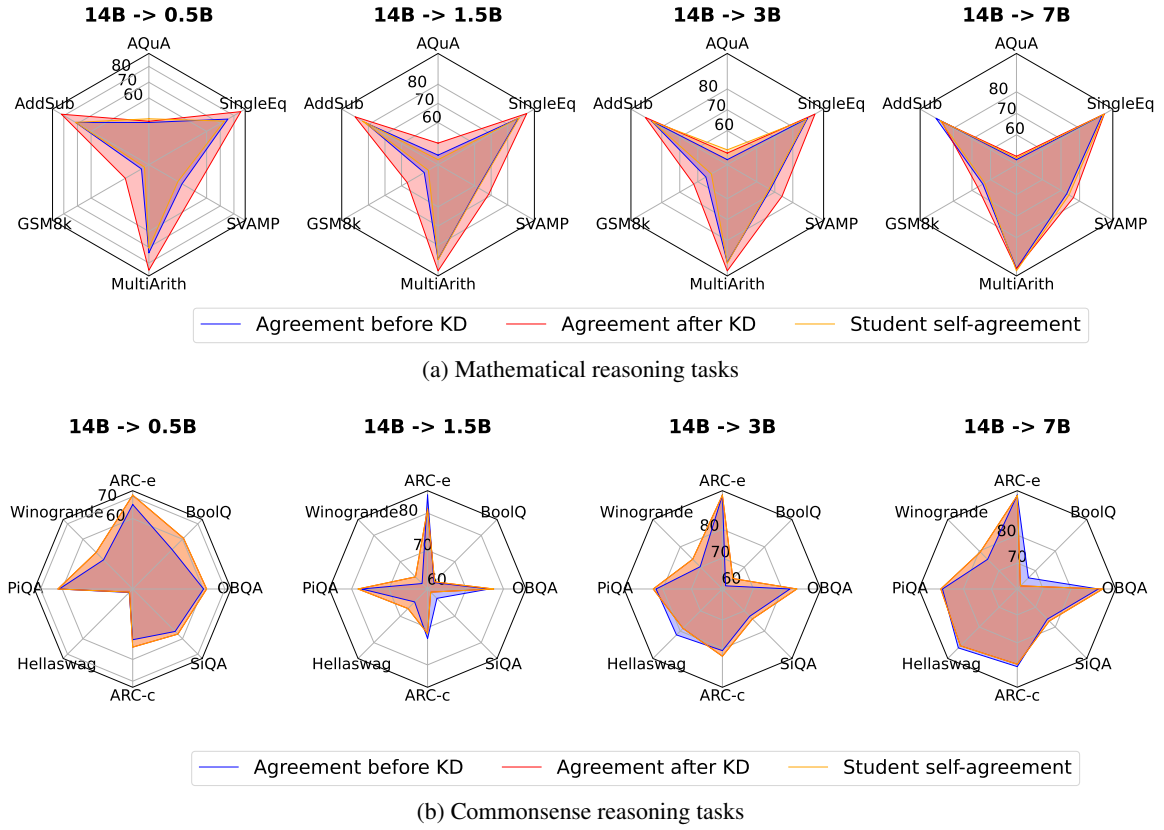 14B -> 0.5B 14B -> 1.5B 14B -> 3B 14B -> 7B
AQuA AQuA AQuA AQuA
80 70 60 80 70 60 80 70 60 80 70 60
AddSub SingleEq AddSub SingleEq AddSub SingleEq AddSub SingleEq
GSM8k SVAMP GSM8k SVAMP GSM8k SVAMP GSM8k SVAMP
MultiArith MultiArith MultiArith MultiArith
Agreement before KD Agreement after KD Student self-agreement
(a) Mathematical reasoning tasks
14B -> 0.5B 14B -> 1.5B 14B -> 3B 14B -> 7B
ARC-e ARC-e ARC-e ARC-e
70 60 80 70 60 80 70 60 80 70
Winogrande BoolQ Winogrande BoolQ Winogrande BoolQ Winogrande BoolQ
PiQA OBQA PiQA OBQA PiQA OBQA PiQA OBQA
Hellaswag SiQA Hellaswag SiQA Hellaswag SiQA Hellaswag SiQA
ARC-c ARC-c ARC-c ARC-c
Agreement before KD Agreement after KD Student self-agreement
(b) Commonsense reasoning tasks